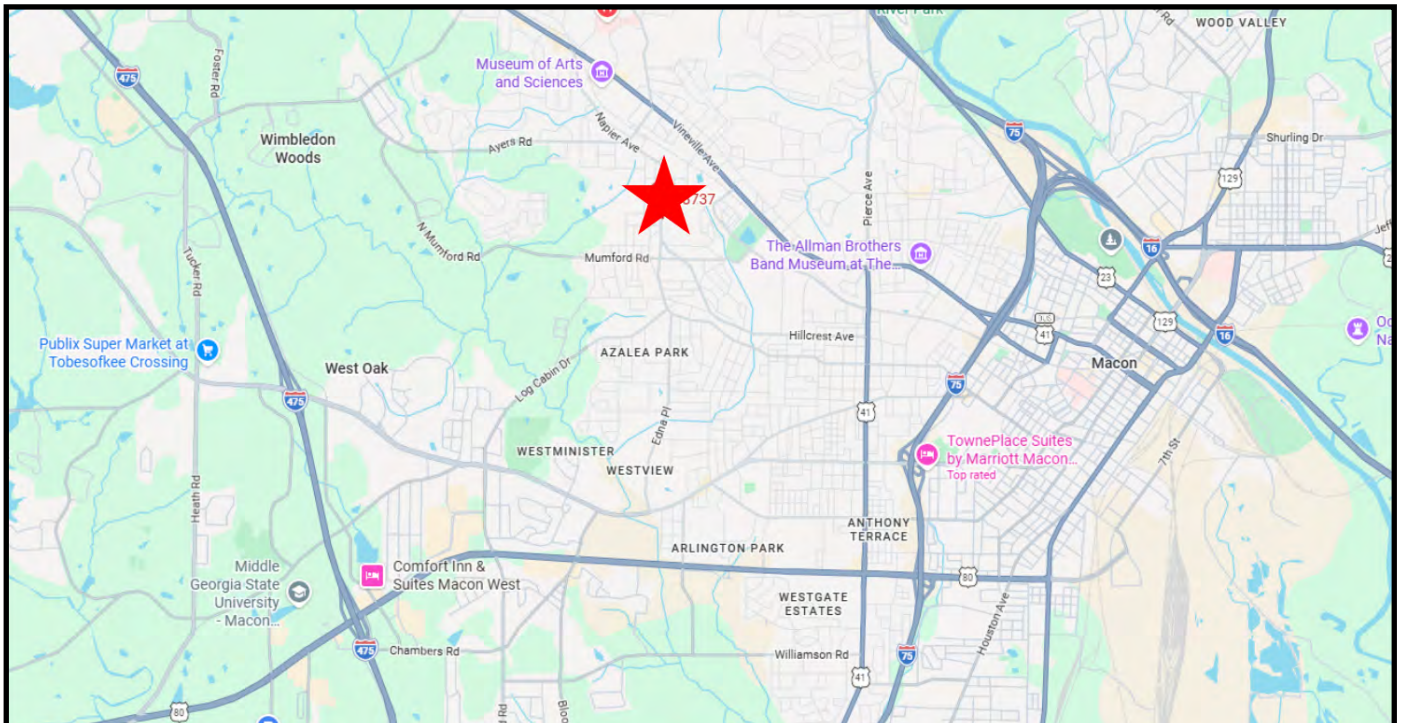 River Park
WOOD VALLEY
Foster Rd
475
Museum of Arts
and Sciences
Vineville Ave
Napier Ave
75
Shurling Dr
Wimbledon
Woods
Ayers Rd
129
Pierce Ave
3737
N Mumford Rd
Mumford Rd
The Allman Brothers
Band Museum at The...
16
23
Tucker Rd
Publix Super Market at
Tobesofkee Crossing
41
129
16
Hillcrest Ave
AZALEA PARK
West Oak
Log Cabin Dr
Macon
75
475
41
Edna Pl
WESTMINISTER
WESTVIEW
TownePlace Suites
by Marriott Macon...
Top rated
7th St
Heath Rd
ANTHONY
TERRACE
ARLINGTON PARK
Middle
Georgia State
University
- Macon...
Comfort Inn &
Suites Macon West
80
WESTGATE
ESTATES
Houston Ave
475
Chambers Rd
Williamson Rd
75
41
80
Rd